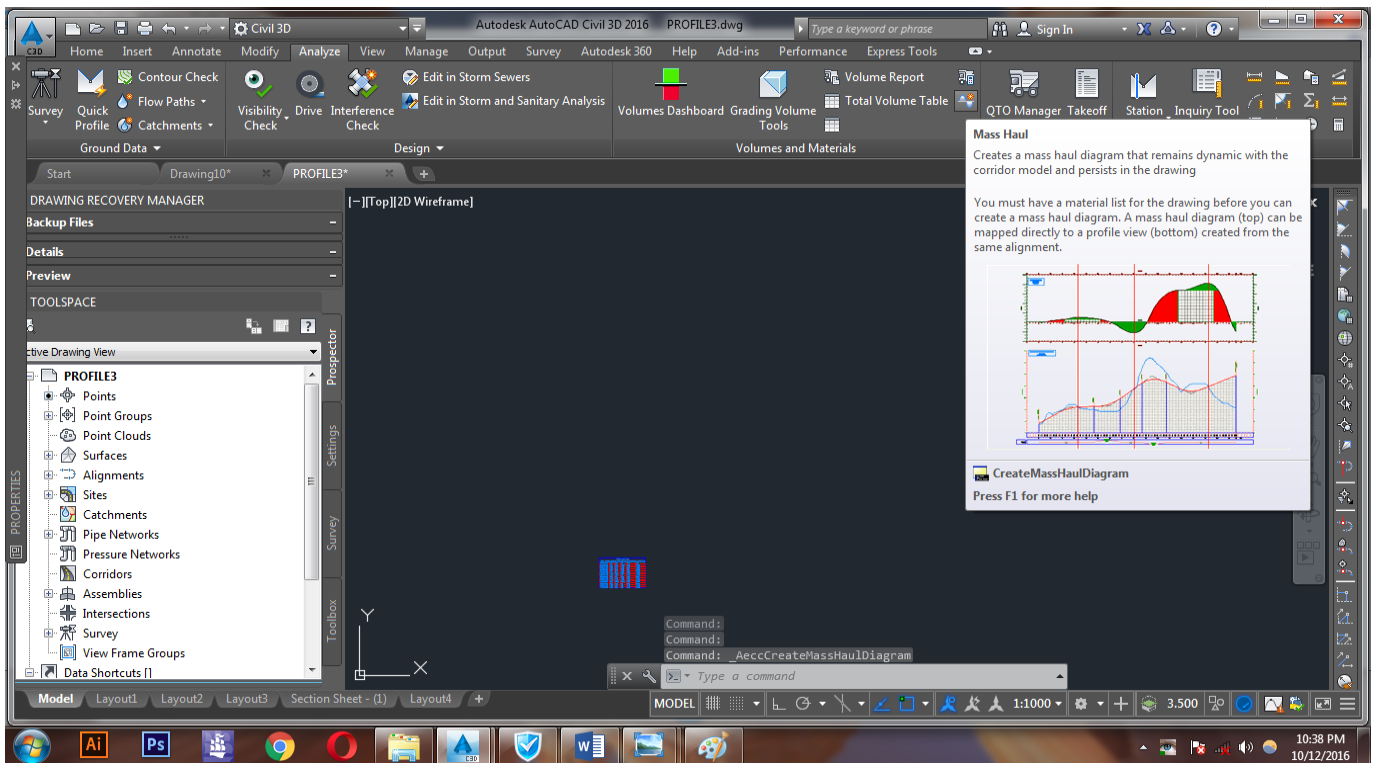 Autodesk AutoCAD Civil 3D 2016 PROFILE3.dwg
Civil 3D
Type a keyword or phrase
Sign In
C3D
Home Insert Annotate Modify Analyze View Manage Output Survey Autodesk 360 Help Add-ins Performance Express Tools
Survey
Quick Profile
Contour Check
Flow Paths
Catchments
Ground Data
Visibility Check
Drive
Interference Check
Edit in Storm Sewers
Edit in Storm and Sanitary Analysis
Design
Volumes Dashboard
Grading Volume Tools
Volume Report
Total Volume Table
Volumes and Materials
QTO Manager
Takeoff
Station
Inquiry Tool
Start Drawing10* PROFILE3*
DRAWING RECOVERY MANAGER
Backup Files
Details
Preview
TOOLSPACE
ctive Drawing View
PROFILE3
Points
Point Groups
Point Clouds
Surfaces
Alignments
Sites
Catchments
Pipe Networks
Pressure Networks
Corridors
Assemblies
Intersections
Survey
View Frame Groups
Data Shortcuts []
Prospector
Settings
Survey
Toolbox
PROPERTIES
[−][Top][2D Wireframe]
Mass Haul
Creates a mass haul diagram that remains dynamic with the
corridor model and persists in the drawing
You must have a material list for the drawing before you can
create a mass haul diagram. A mass haul diagram (top) can be
mapped directly to a profile view (bottom) created from the
same alignment.
CreateMassHaulDiagram
Press F1 for more help
Y
X
Command:
Command:
Command: _AeccCreateMassHaulDiagram
Type a command
Model Layout1 Layout2 Layout3 Section Sheet - (1) Layout4
MODEL 1:1000 3.500
Ai Ps C3D W
10:38 PM
10/12/2016